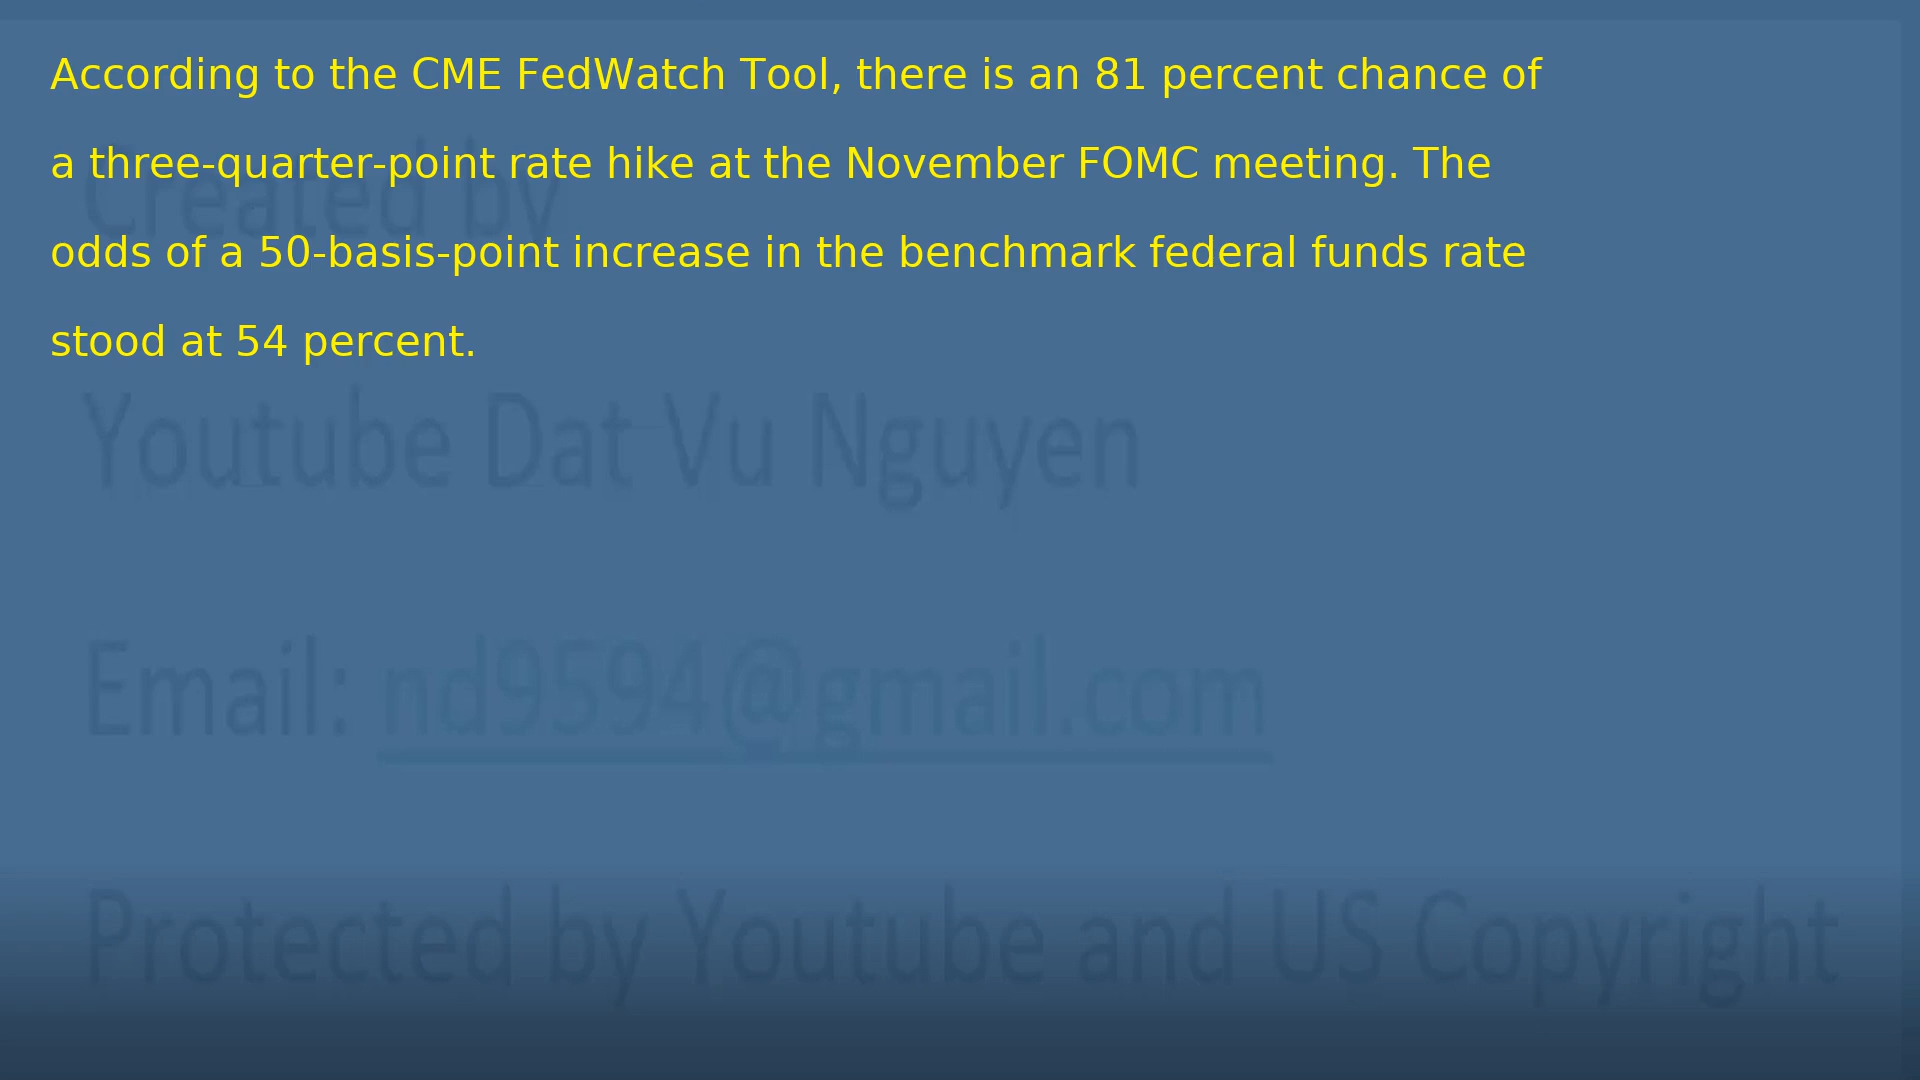 According to the CME FedWatch Tool, there is an 81 percent chance of
a three-quarter-point rate hike at the November FOMC meeting. The
Created by
odds of a 50-basis-point increase in the benchmark federal funds rate
stood at 54 percent.
Youtube Dat Vu Nguyen
Email: nd9594@gmail.com
Protected by Youtube and US Copyright